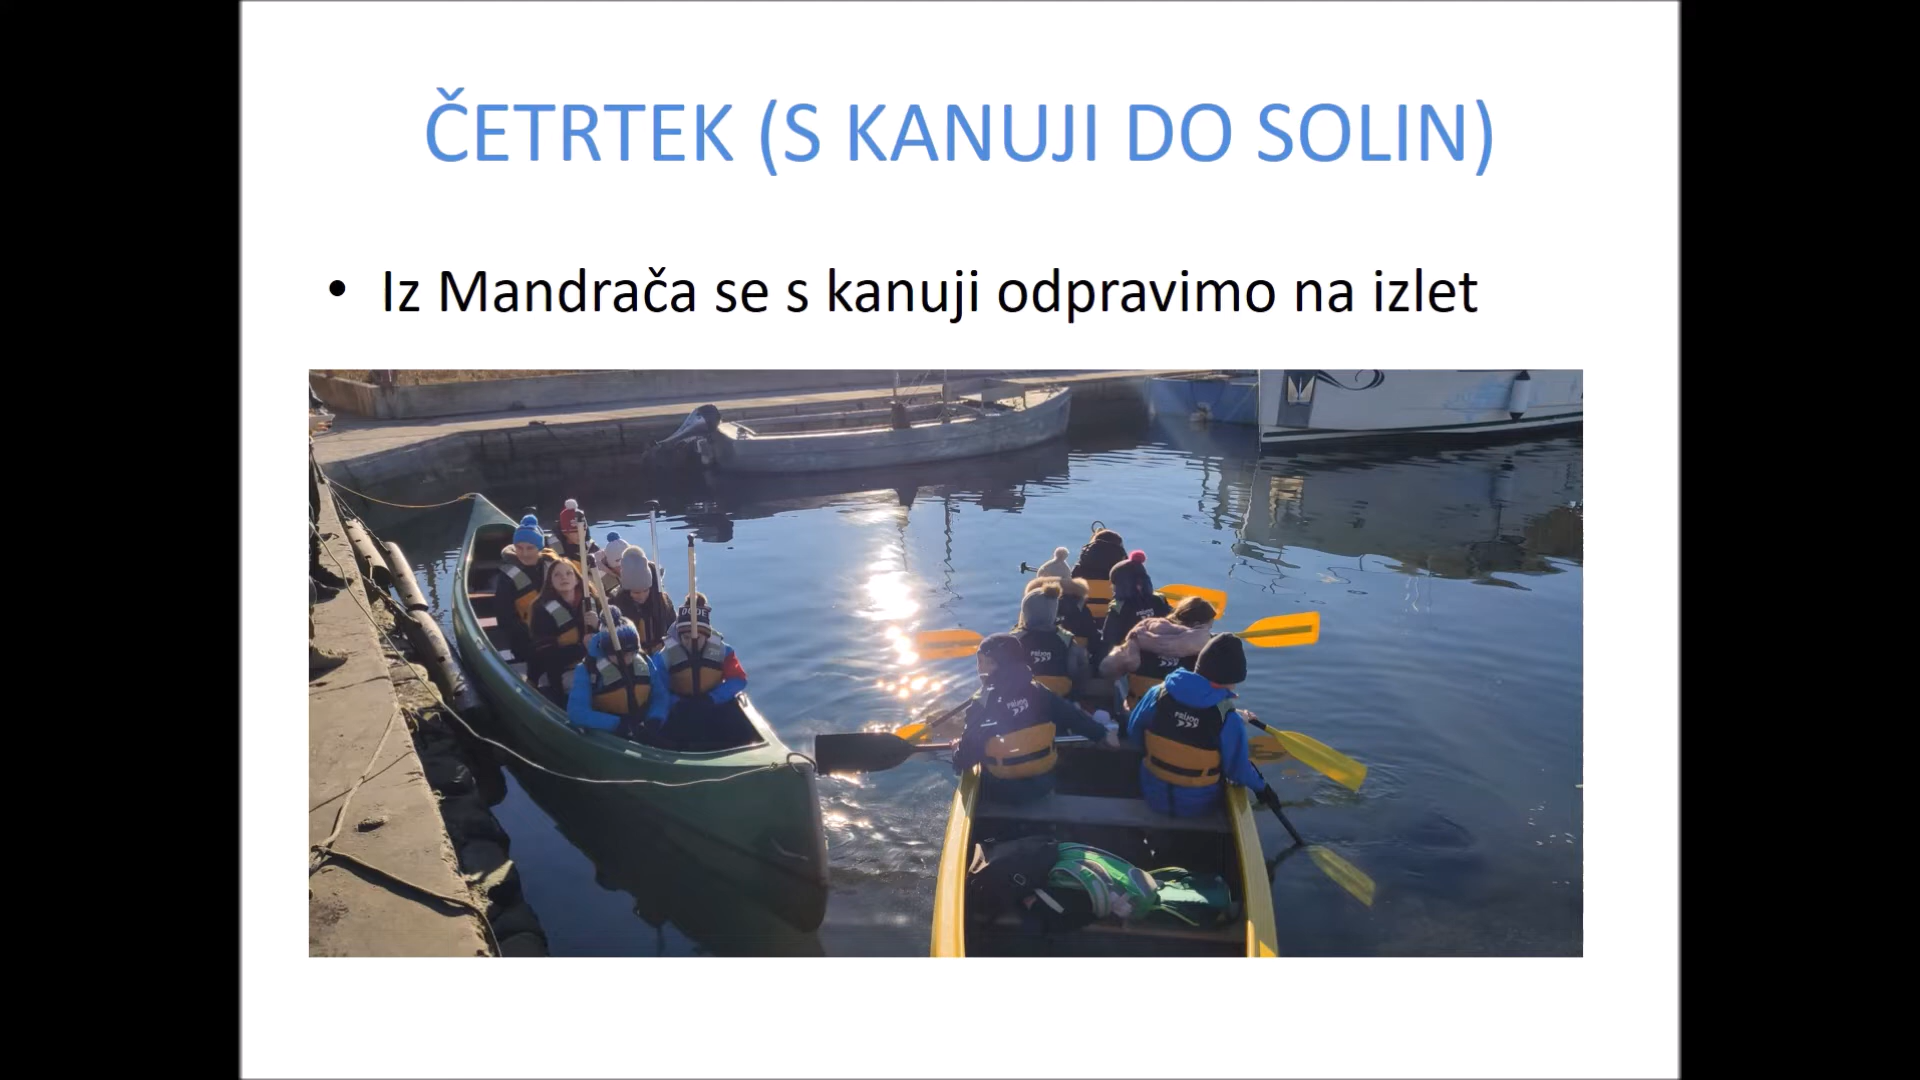 ČETRTEK (S KANUJI DO SOLIN)
• Iz Mandrača se s kanuji odpravimo na izlet